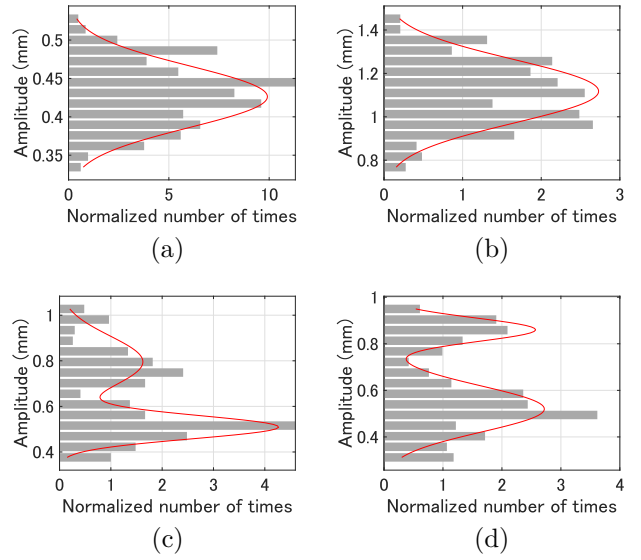 0.5
0.45
0.4
0.35
Amplitude (mm)
0 5 10
Normalized number of times
(a)
1.4
1.2
1
0.8
Amplitude (mm)
0 1 2 3
Normalized number of times
(b)
1
0.8
0.6
0.4
Amplitude (mm)
0 1 2 3 4
Normalized number of times
(c)
1
0.8
0.6
0.4
Amplitude (mm)
0 1 2 3 4
Normalized number of times
(d)